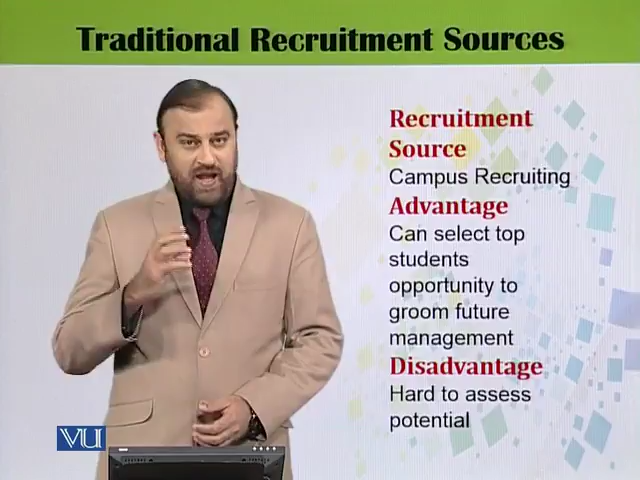 Traditional Recruitment Sources
Recruitment
Source
Campus Recruiting
Advantage
Can select top
students
opportunity to
groom future
management
Disadvantage
Hard to assess
potential
VU